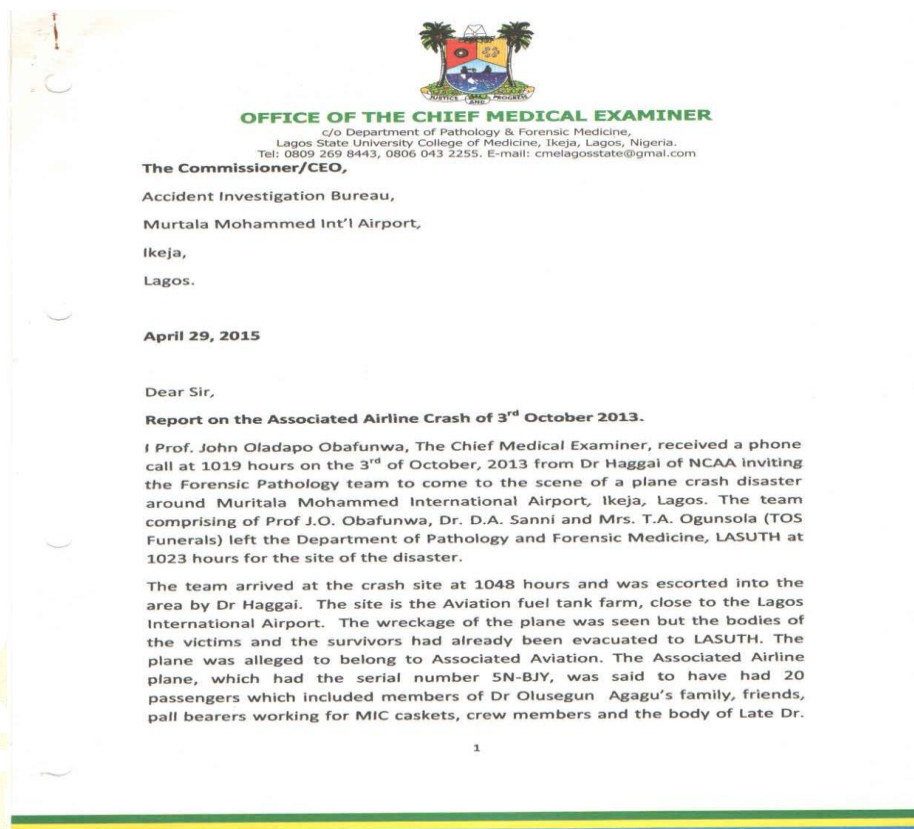 JUSTICE AND PROGRESS
OFFICE OF THE CHIEF MEDICAL EXAMINER
c/o Department of Pathology & Forensic Medicine,
Lagos State University College of Medicine, Ikeja, Lagos, Nigeria.
Tel: 0809 269 8443, 0806 043 2255. E-mail: cmelagosstate@gmal.com
The Commissioner/CEO,
Accident Investigation Bureau,
Murtala Mohammed Int'l Airport,
Ikeja,
Lagos.
April 29, 2015
Dear Sir,
Report on the Associated Airline Crash of 3rd October 2013.
I Prof. John Oladapo Obafunwa, The Chief Medical Examiner, received a phone
call at 1019 hours on the 3rd of October, 2013 from Dr Haggai of NCAA inviting
the Forensic Pathology team to come to the scene of a plane crash disaster
around Muritala Mohammed International Airport, Ikeja, Lagos. The team
comprising of Prof J.O. Obafunwa, Dr. D.A. Sanni and Mrs. T.A. Ogunsola (TOS
Funerals) left the Department of Pathology and Forensic Medicine, LASUTH at
1023 hours for the site of the disaster.
The team arrived at the crash site at 1048 hours and was escorted into the
area by Dr Haggai. The site is the Aviation fuel tank farm, close to the Lagos
International Airport. The wreckage of the plane was seen but the bodies of
the victims and the survivors had already been evacuated to LASUTH. The
plane was alleged to belong to Associated Aviation. The Associated Airline
plane, which had the serial number 5N-BJY, was said to have had 20
passengers which included members of Dr Olusegun Agagu's family, friends,
pall bearers working for MIC caskets, crew members and the body of Late Dr.
1